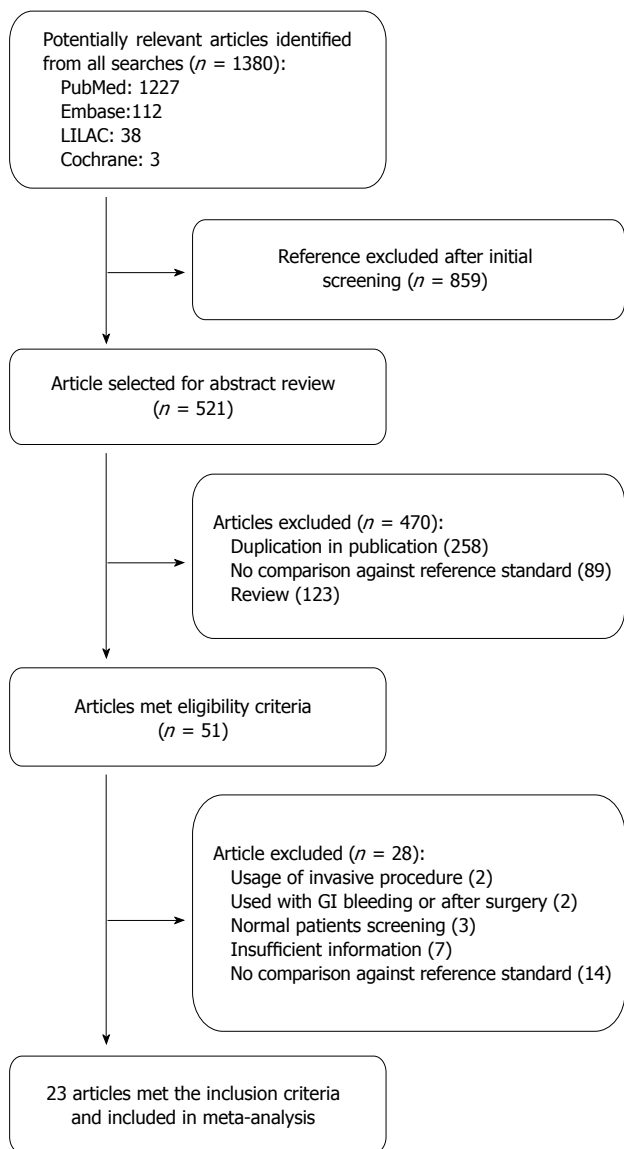 Potentially relevant articles identified
from all searches (n = 1380):
PubMed: 1227
Embase:112
LILAC: 38
Cochrane: 3
Reference excluded after initial
screening (n = 859)
Article selected for abstract review
(n = 521)
Articles excluded (n = 470):
Duplication in publication (258)
No comparison against reference standard (89)
Review (123)
Articles met eligibility criteria
(n = 51)
Article excluded (n = 28):
Usage of invasive procedure (2)
Used with GI bleeding or after surgery (2)
Normal patients screening (3)
Insufficient information (7)
No comparison against reference standard (14)
23 articles met the inclusion criteria
and included in meta-analysis